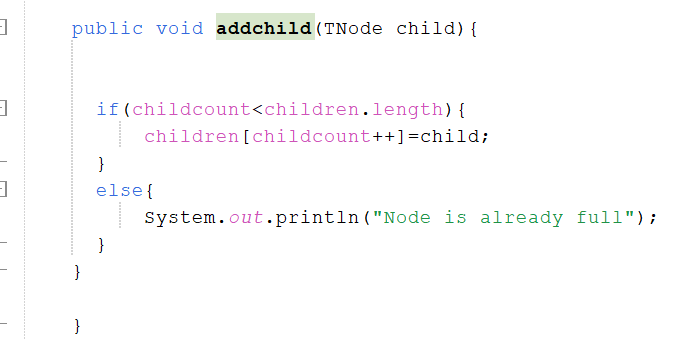 public void addchild(TNode child){
if(childcount<children.length){
children[childcount++]=child;
}
else{
System.out.println("Node is already full");
}
}
}